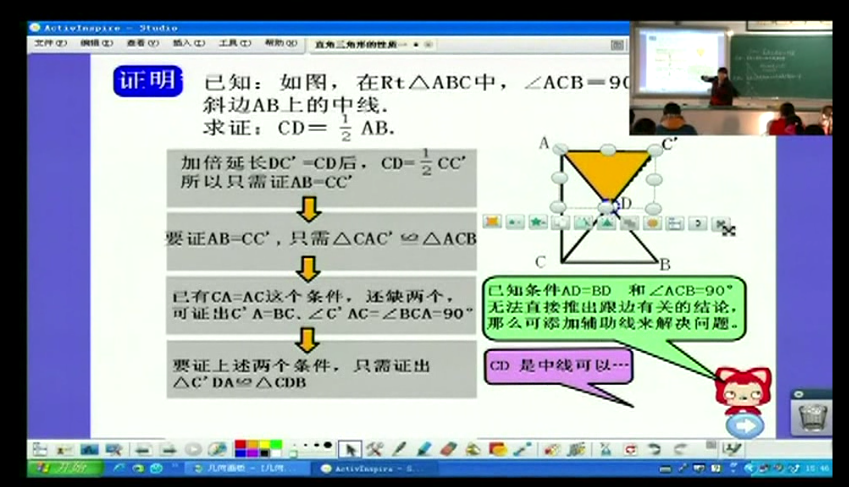 ActivInspire - Studio
文件(F) 编辑(E) 查看(V) 插入(I) 工具(T) 帮助(H) 直角三角形的性质一
证明
已知：如图，在Rt△ABC中，∠ACB＝90
斜边AB上的中线.
求证：CD＝ 1/2 AB.
加倍延长DC'=CD后，CD=1/2 CC'
所以只需证AB=CC'
要证AB=CC'，只需△CAC'≌△ACB
已有CA=AC这个条件，还缺两个，
可证出C'A=BC、∠C'AC=∠BCA=90°
要证上述两个条件，只需证出
△C'DA≌△CDB
A
C'
D
C
B
已知条件AD=BD 和∠ACB=90°
无法直接推出跟边有关的结论，
那么可添加辅助线来解决问题。
CD 是中线可以…
开始
几何画板 - [几何
ActivInspire - S...